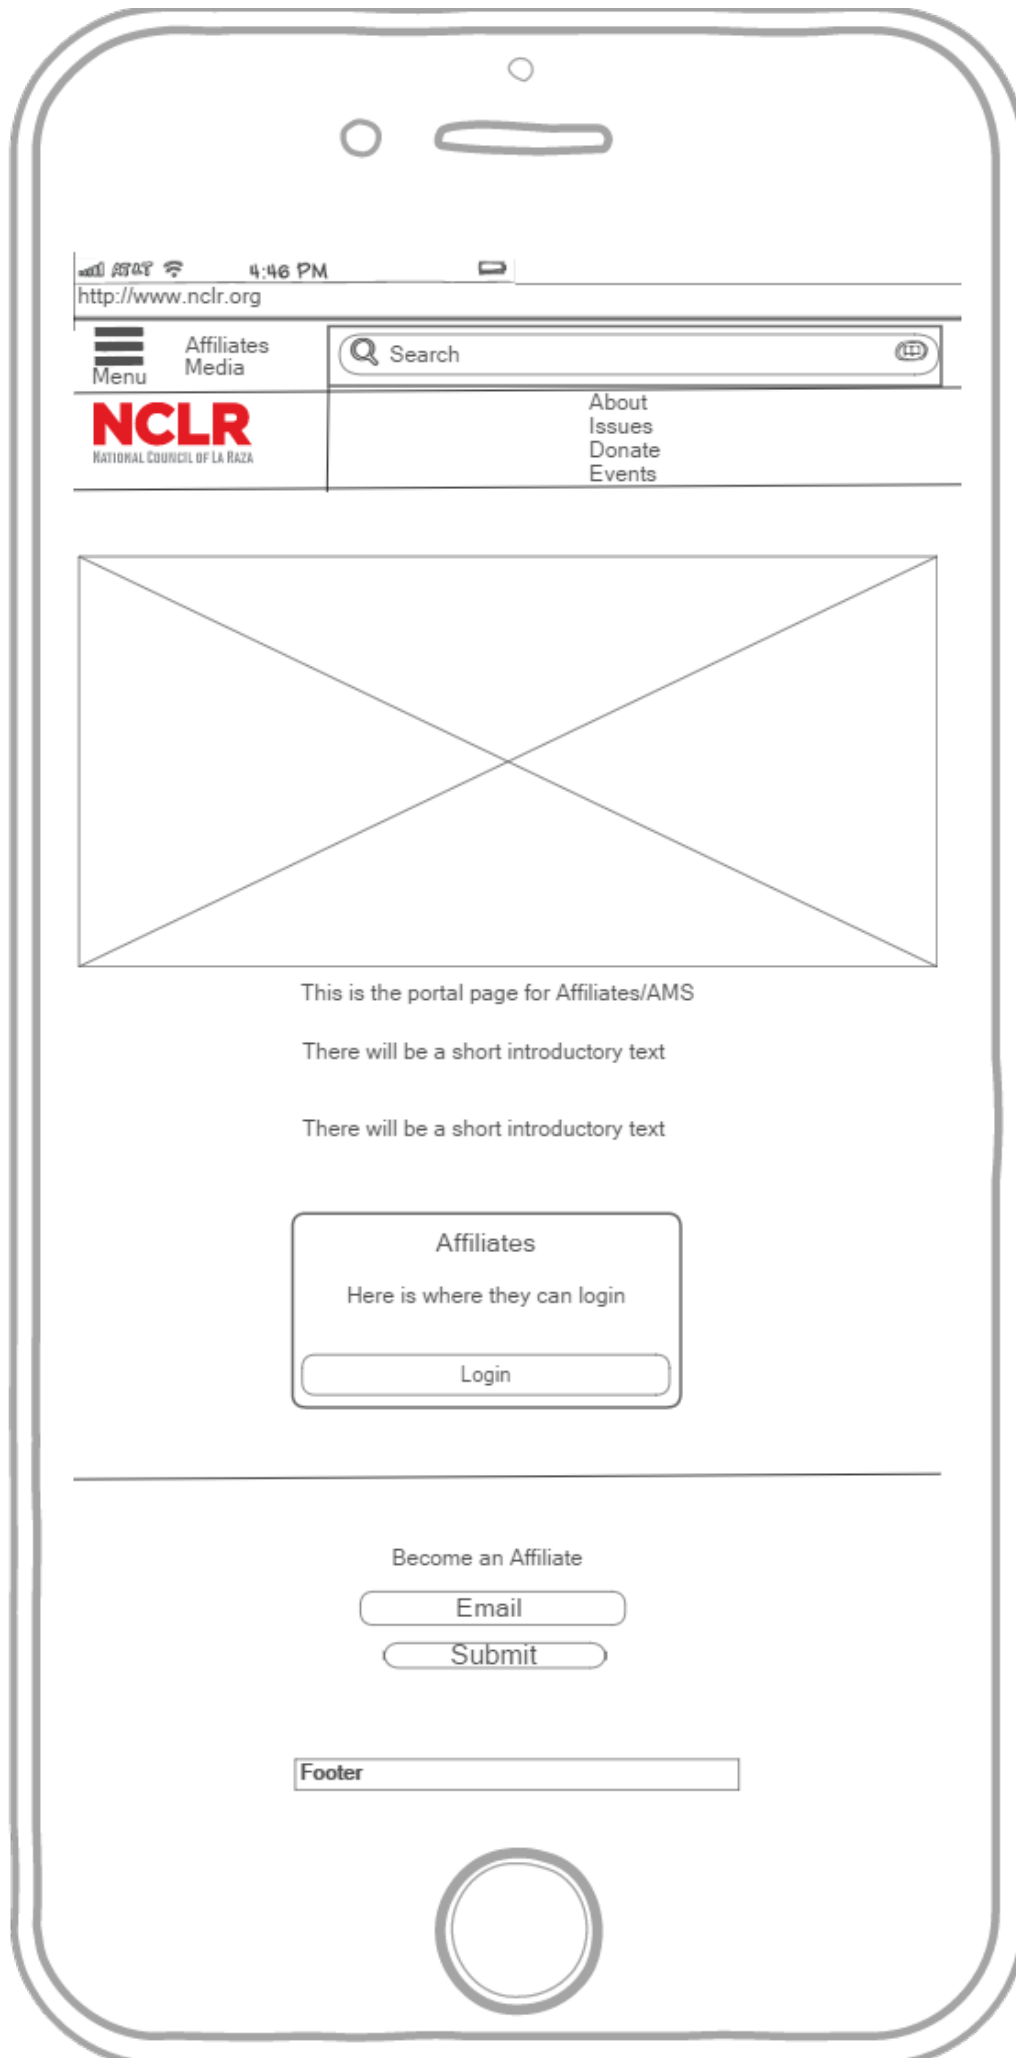 AT&T 4:46 PM
http://www.nclr.org
Menu
Affiliates
Media
Search
NCLR
NATIONAL COUNCIL OF LA RAZA
About
Issues
Donate
Events
This is the portal page for Affiliates/AMS
There will be a short introductory text
There will be a short introductory text
Affiliates
Here is where they can login
Login
Become an Affiliate
Email
Submit
Footer